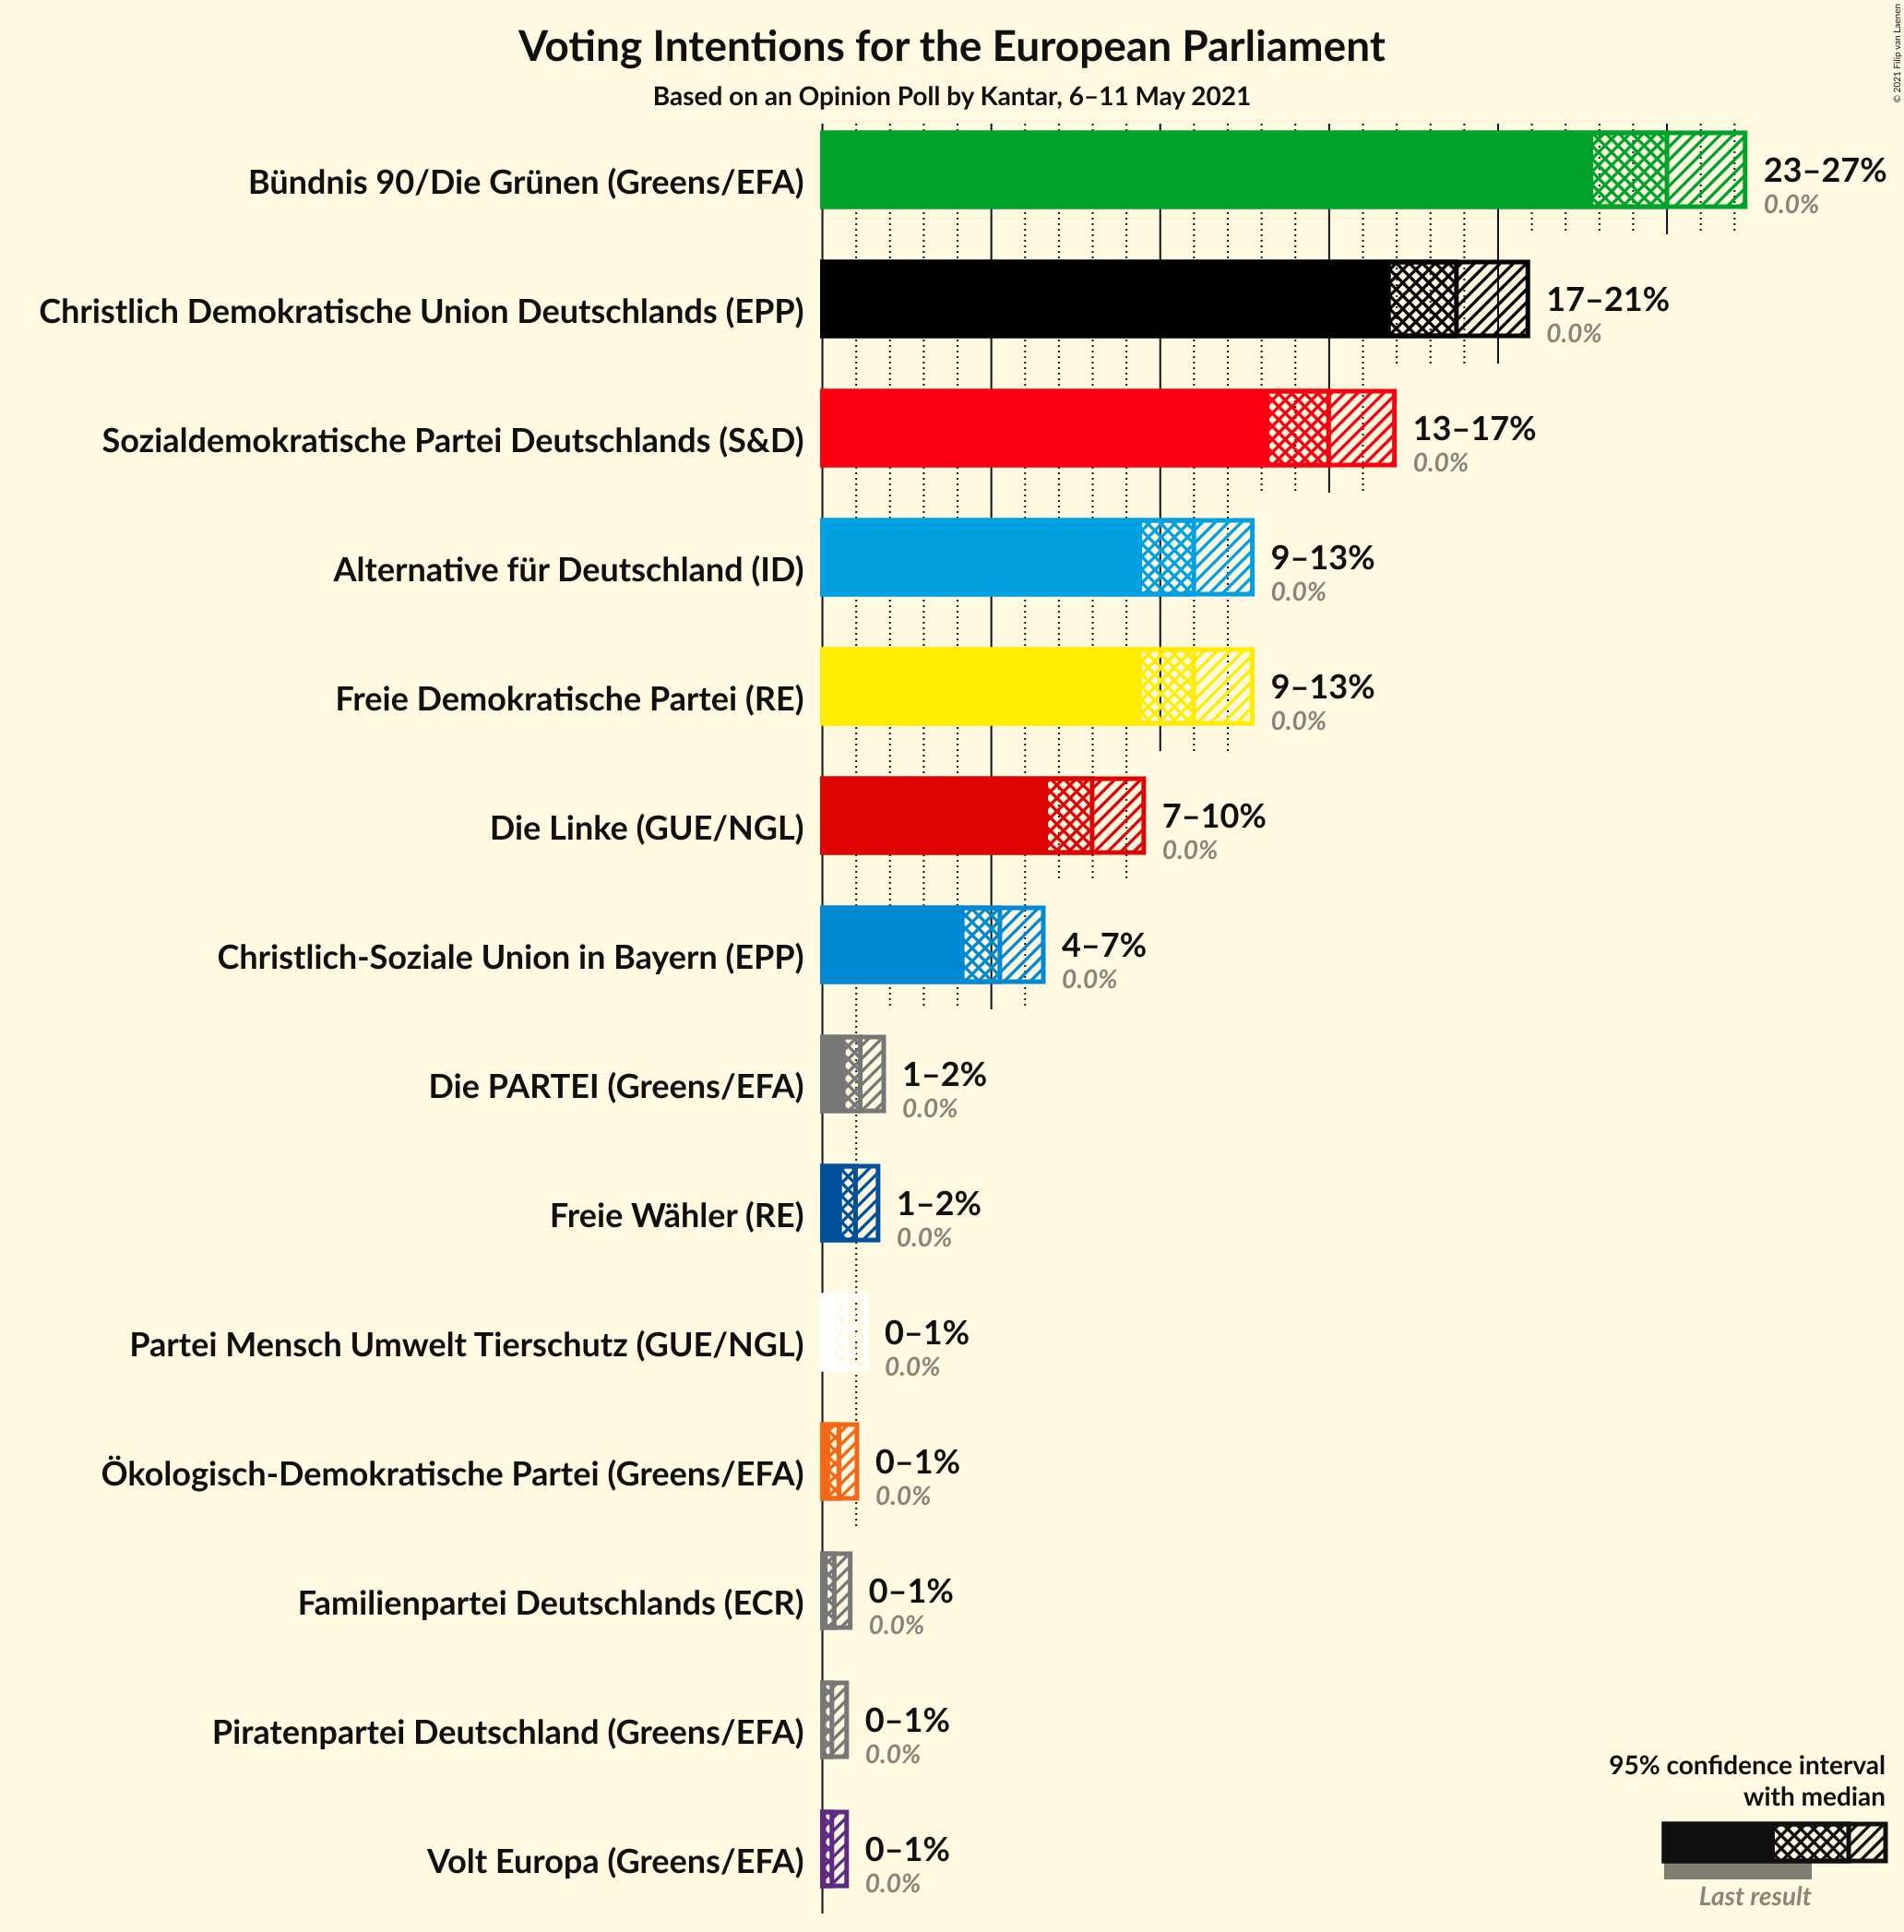 Voting Intentions for the European Parliament
Based on an Opinion Poll by Kantar, 6–11 May 2021
© 2021 Filip van Laenen
Bündnis 90/Die Grünen (Greens/EFA)
23–27%
0.0%
Christlich Demokratische Union Deutschlands (EPP)
17–21%
0.0%
Sozialdemokratische Partei Deutschlands (S&D)
13–17%
0.0%
Alternative für Deutschland (ID)
9–13%
0.0%
Freie Demokratische Partei (RE)
9–13%
0.0%
Die Linke (GUE/NGL)
7–10%
0.0%
Christlich-Soziale Union in Bayern (EPP)
4–7%
0.0%
Die PARTEI (Greens/EFA)
1–2%
0.0%
Freie Wähler (RE)
1–2%
0.0%
Partei Mensch Umwelt Tierschutz (GUE/NGL)
0–1%
0.0%
Ökologisch-Demokratische Partei (Greens/EFA)
0–1%
0.0%
Familienpartei Deutschlands (ECR)
0–1%
0.0%
Piratenpartei Deutschland (Greens/EFA)
0–1%
0.0%
Volt Europa (Greens/EFA)
0–1%
0.0%
95% confidence interval
with median
Last result